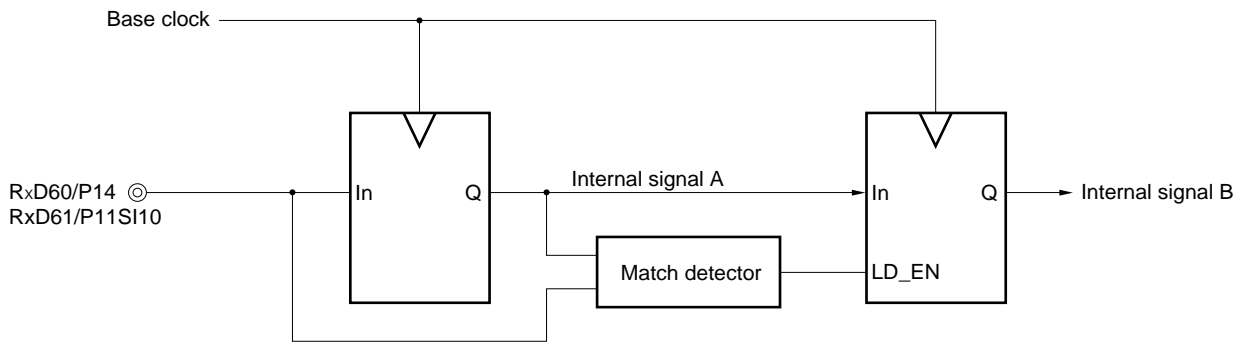 Base clock
RxD60/P14
RxD61/P11SI10
In
Q
Internal signal A
In
Q
Internal signal B
Match detector
LD_EN